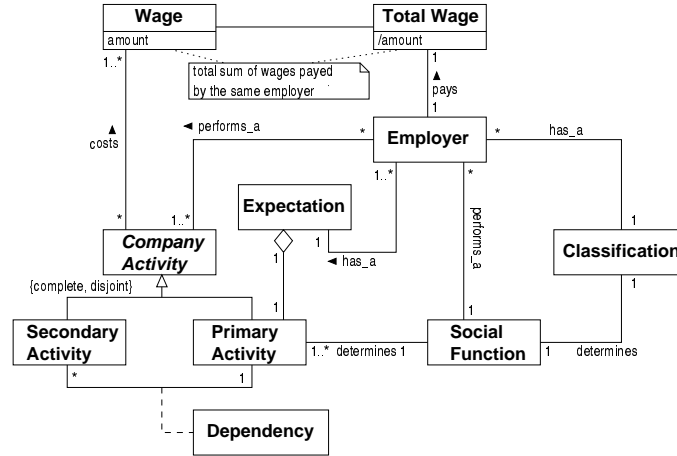 Wage
amount
Total Wage
/amount
1..*
total sum of wages payed
by the same employer
1
◄ pays
1
◄ costs
◄ performs_a
*
Employer
*
has_a
1..*
*
Expectation
performs_a
*
1..*
1
◄ has_a
1
1
Company
Activity
Classification
{complete, disjoint}
1
1
1
Secondary
Activity
Primary
Activity
1..*
determines
1
Social
Function
1
determines
*
1
Dependency